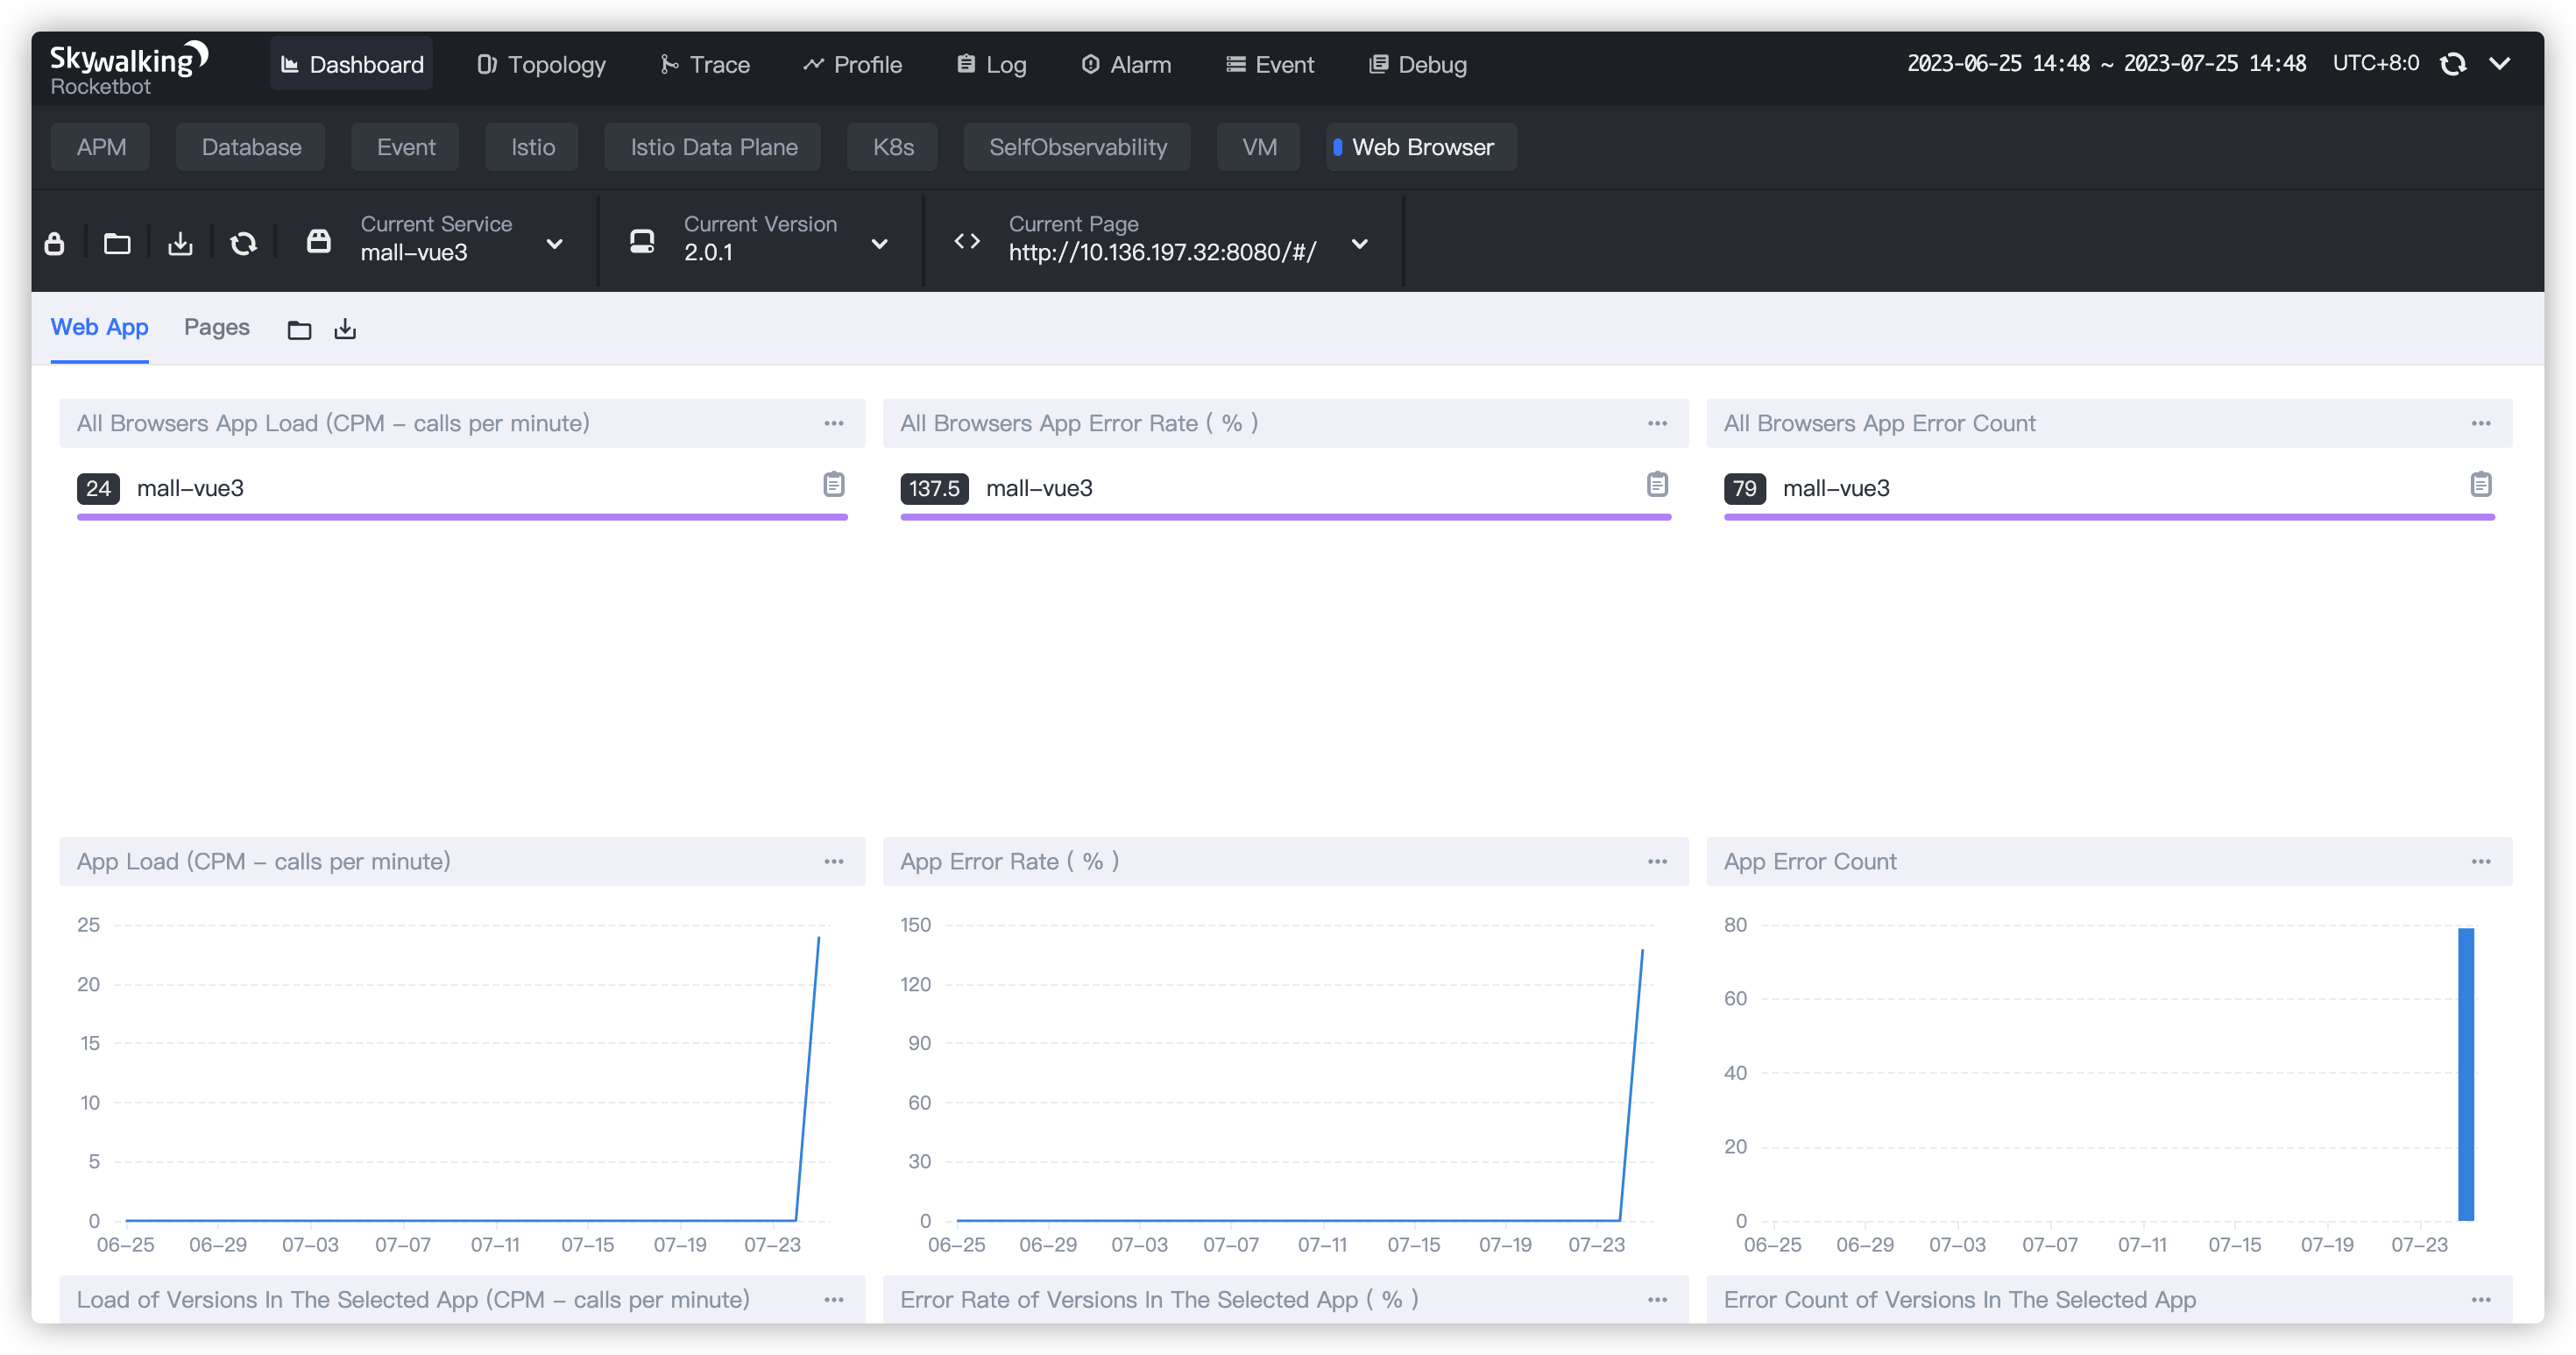 Skywalking
Rocketbot
Dashboard Topology Trace Profile Log Alarm Event Debug
2023-06-25 14:48 ~ 2023-07-25 14:48 UTC+8:0
APM Database Event Istio Istio Data Plane K8s SelfObservability VM Web Browser
Current Service
mall-vue3
Current Version
2.0.1
Current Page
http://10.136.197.32:8080/#/
Web App Pages
All Browsers App Load (CPM - calls per minute)
24 mall-vue3
All Browsers App Error Rate ( % )
137.5 mall-vue3
All Browsers App Error Count
79 mall-vue3
App Load (CPM - calls per minute)
25
20
15
10
5
0
06-25 06-29 07-03 07-07 07-11 07-15 07-19 07-23
App Error Rate ( % )
150
120
90
60
30
0
06-25 06-29 07-03 07-07 07-11 07-15 07-19 07-23
App Error Count
80
60
40
20
0
06-25 06-29 07-03 07-07 07-11 07-15 07-19 07-23
Load of Versions In The Selected App (CPM - calls per minute)
Error Rate of Versions In The Selected App ( % )
Error Count of Versions In The Selected App